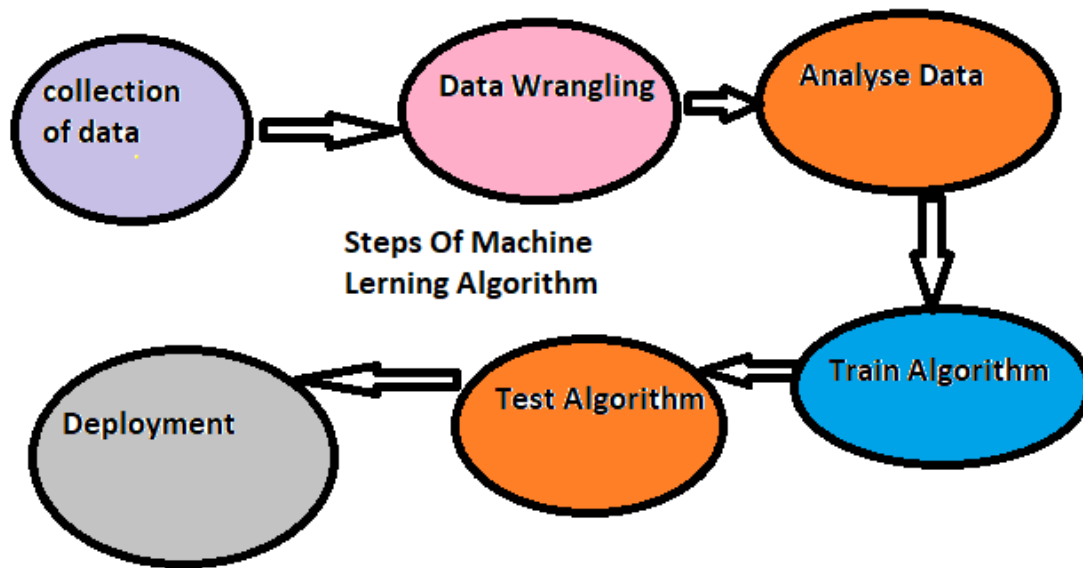 collection
of data
Data Wrangling
Analyse Data
Steps Of Machine
Lerning Algorithm
Train Algorithm
Test Algorithm
Deployment